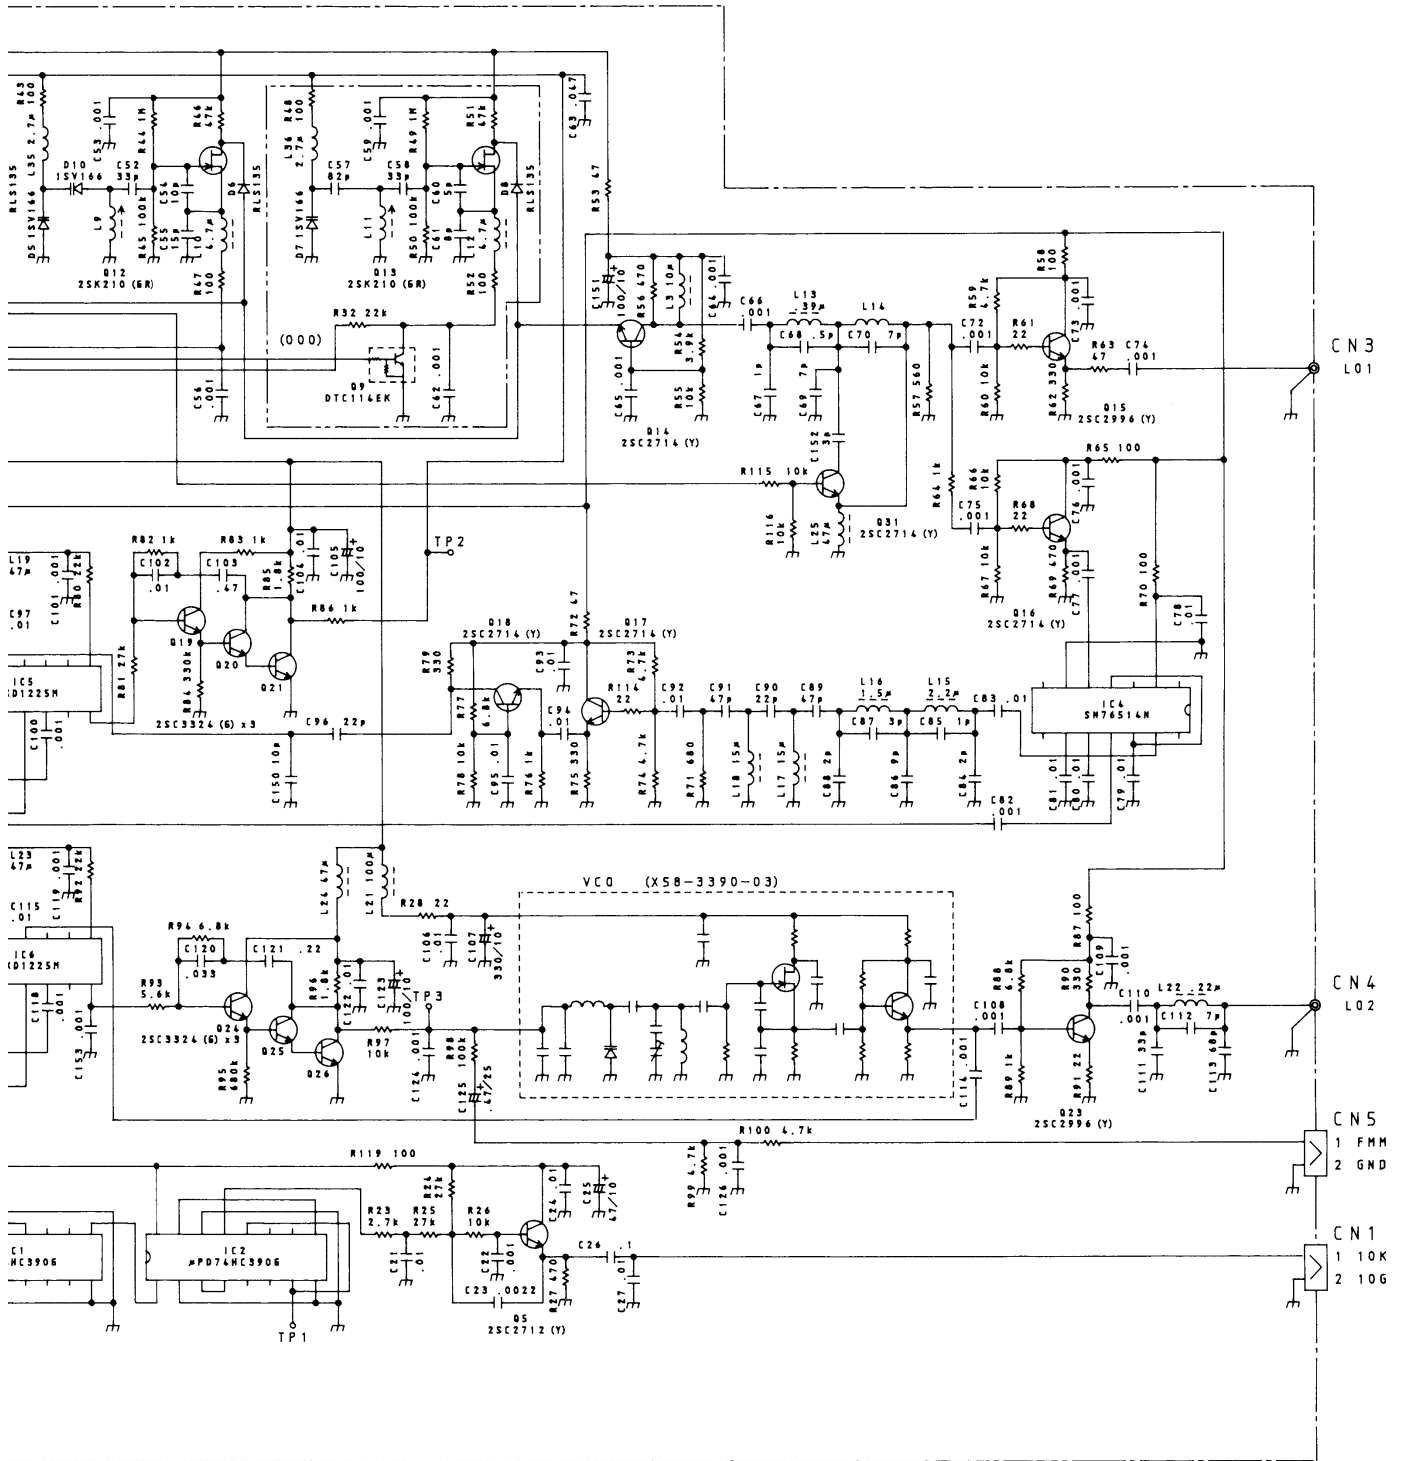 R43 100
L35 2.7μ
RLS135
D5 1SV166
D10
1SV166
C53 .001
L9
C52
33p
R44 1M
R45 100k
C54
10p
C55
15p
R46
47k
L10
4.7μ
R47
100
D6
RLS135
Q12
2SK210 (GR)
C56
.001
R48
100
L36
2.7μ
D7 1SV166
C57
82p
C59 .001
L11
C58
33p
R49 1M
R50 100k
C60
5p
C61
8p
R51
47k
L12
4.7μ
R52
100
D8
RLS135
Q13
2SK210 (GR)
R32 22k
(000)
Q9
DTC114EK
C62 .001
C63 .047
R53 47
C151
100/10
R56 470
L3 10μ
C64 .001
R54
3.9k
R55
10k
C65 .001
Q14
2SC2714 (Y)
C66
.001
L13
.39μ
C68 .5p
L14
C70 7p
C67 1p
C69 7p
C152
3p
R57 560
R115 10k
R116
10k
L25
47μ
Q31
2SC2714 (Y)
R58
100
R59
4.7k
C73 .001
C72
.001
R61
22
R60 10k
R62 330
R63
47
C74
.001
Q15
2SC2996 (Y)
CN3
LO1
R64 1k
R65 100
R66
10k
C75
.001
R68
22
C76 .001
R67 10k
R69 470
C77 .001
Q16
2SC2714 (Y)
R70 100
C78
.01
L19
47μ
C101 .001
R80 22k
C97
.01
IC5
KD1225M
C100
.001
R82 1k
C102
.01
R83 1k
C103
.47
R85
1.8k
C104 .01
C105
100/10
R86 1k
TP2
R81 27k
Q19
Q20
Q21
R84 330k
2SC3324 (G) x3
C150 10p
C96 22p
R79
330
Q18
2SC2714 (Y)
R77
6.8k
R78 10k
C95 .01
R76 1k
C93
.01
C94
.01
R72 47
Q17
2SC2714 (Y)
R73
4.7k
R114
22
R75 330
R74 4.7k
C92
.01
R71 680
C91
47p
L18 15μ
C90
22p
L17 15μ
C89
47p
L16
1.5μ
C87 3p
C88 2p
C86 9p
L15
2.2μ
C85 1p
C84 2p
C83 .01
IC4
SN76514N
C81 .01
C80 .01
C79 .01
C82
.001
L23
47μ
C119 .001
R92 22k
C115
.01
IC6
KD1225M
C118
.001
C153 .001
R93
5.6k
R94 6.8k
C120
.033
C121 .22
L24 47μ
L21 100μ
R96
1.8k
C122 .01
C123
100/10
Q24
2SC3324 (G) x3
Q25
Q26
R95
680k
R97
10k
TP3
C124 .001
R98
100k
C125
.47/25
R28 22
C106
.01
C107
330/10
VCO (X58-3390-03)
C114 .001
C108
.001
R88
6.8k
R89 1k
R87 100
R90
330
C109
.001
R91 22
C110
.001
Q23
2SC2996 (Y)
L22 .22μ
C112 7p
C111 33p
C113 68p
CN4
LO2
R100 4.7k
R99 4.7k
C126 .001
CN5
1 FMM
2 GND
R119 100
R23
2.7k
C21
.01
R24
27k
R25
27k
R26
10k
C22
.001
C23 .0022
C24 .01
C25
47/10
Q5
2SC2712 (Y)
R27 470
C26 .1
C27 .01
CN1
1 10K
2 10G
C1
HC390G
IC2
μPD74HC390G
TP1